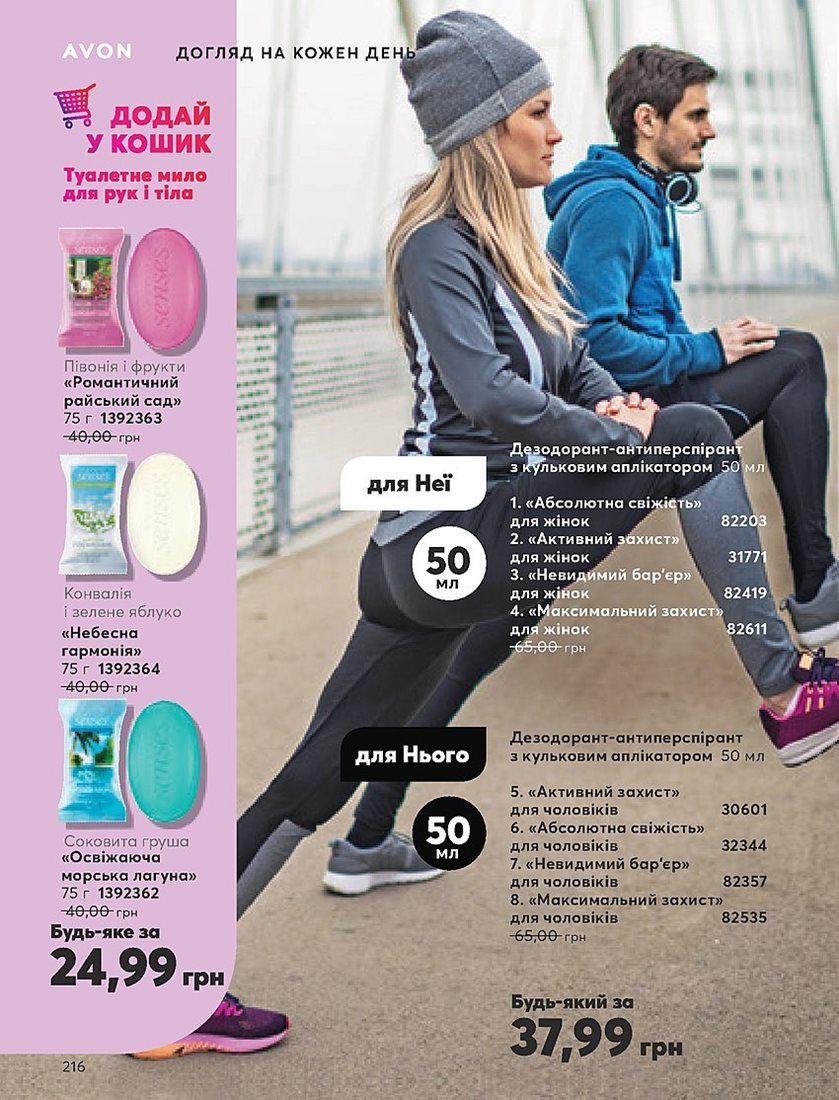 AVON
ДОГЛЯД НА КОЖЕН ДЕНЬ
ДОДАЙ
У КОШИК
Туалетне мило
для рук і тіла
senses
senses
Півонія і фрукти
«Романтичний
райський сад»
75 г 1392363
40,00 грн
senses
senses
Конвалія
і зелене яблуко
«Небесна
гармонія»
75 г 1392364
40,00 грн
senses
senses
Соковита груша
«Освіжаюча
морська лагуна»
75 г 1392362
40,00 грн
Будь-яке за
24,99 грн
216
для Неї
50
мл
Дезодорант-антиперспірант
з кульковим аплікатором 50 мл
1. «Абсолютна свіжість»
для жінок 82203
2. «Активний захист»
для жінок 31771
3. «Невидимий бар'єр»
для жінок 82419
4. «Максимальний захист»
для жінок 82611
65,00 грн
для Нього
50
мл
Дезодорант-антиперспірант
з кульковим аплікатором 50 мл
5. «Активний захист»
для чоловіків 30601
6. «Абсолютна свіжість»
для чоловіків 32344
7. «Невидимий бар'єр»
для чоловіків 82357
8. «Максимальний захист»
для чоловіків 82535
65,00 грн
Будь-який за
37,99 грн